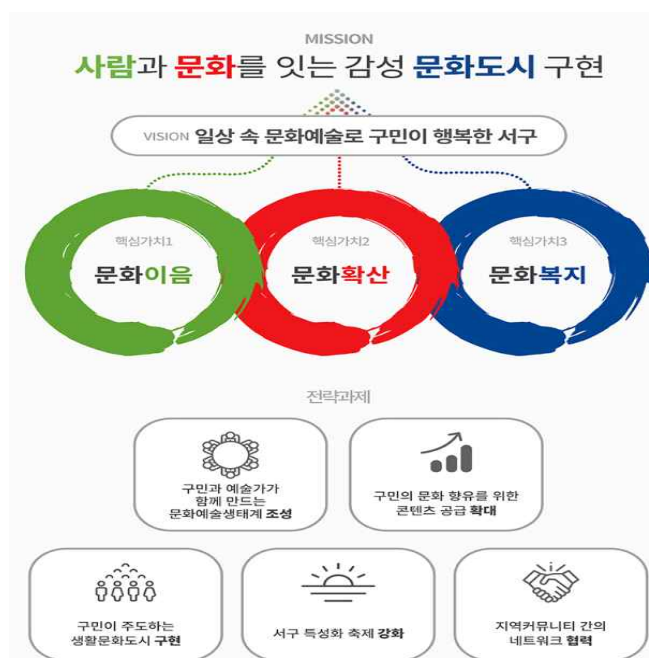 MISSION
사람과 문화를 잇는 감성 문화도시 구현
VISION 일상 속 문화예술로 구민이 행복한 서구
핵심가치1
문화이음
핵심가치2
문화확산
핵심가치3
문화복지
전략과제
구민과 예술가가
함께 만드는
문화예술생태계 조성
구민의 문화 향유를 위한
콘텐츠 공급 확대
구민이 주도하는
생활문화도시 구현
서구 특성화 축제 강화
지역커뮤니티 간의
네트워크 협력